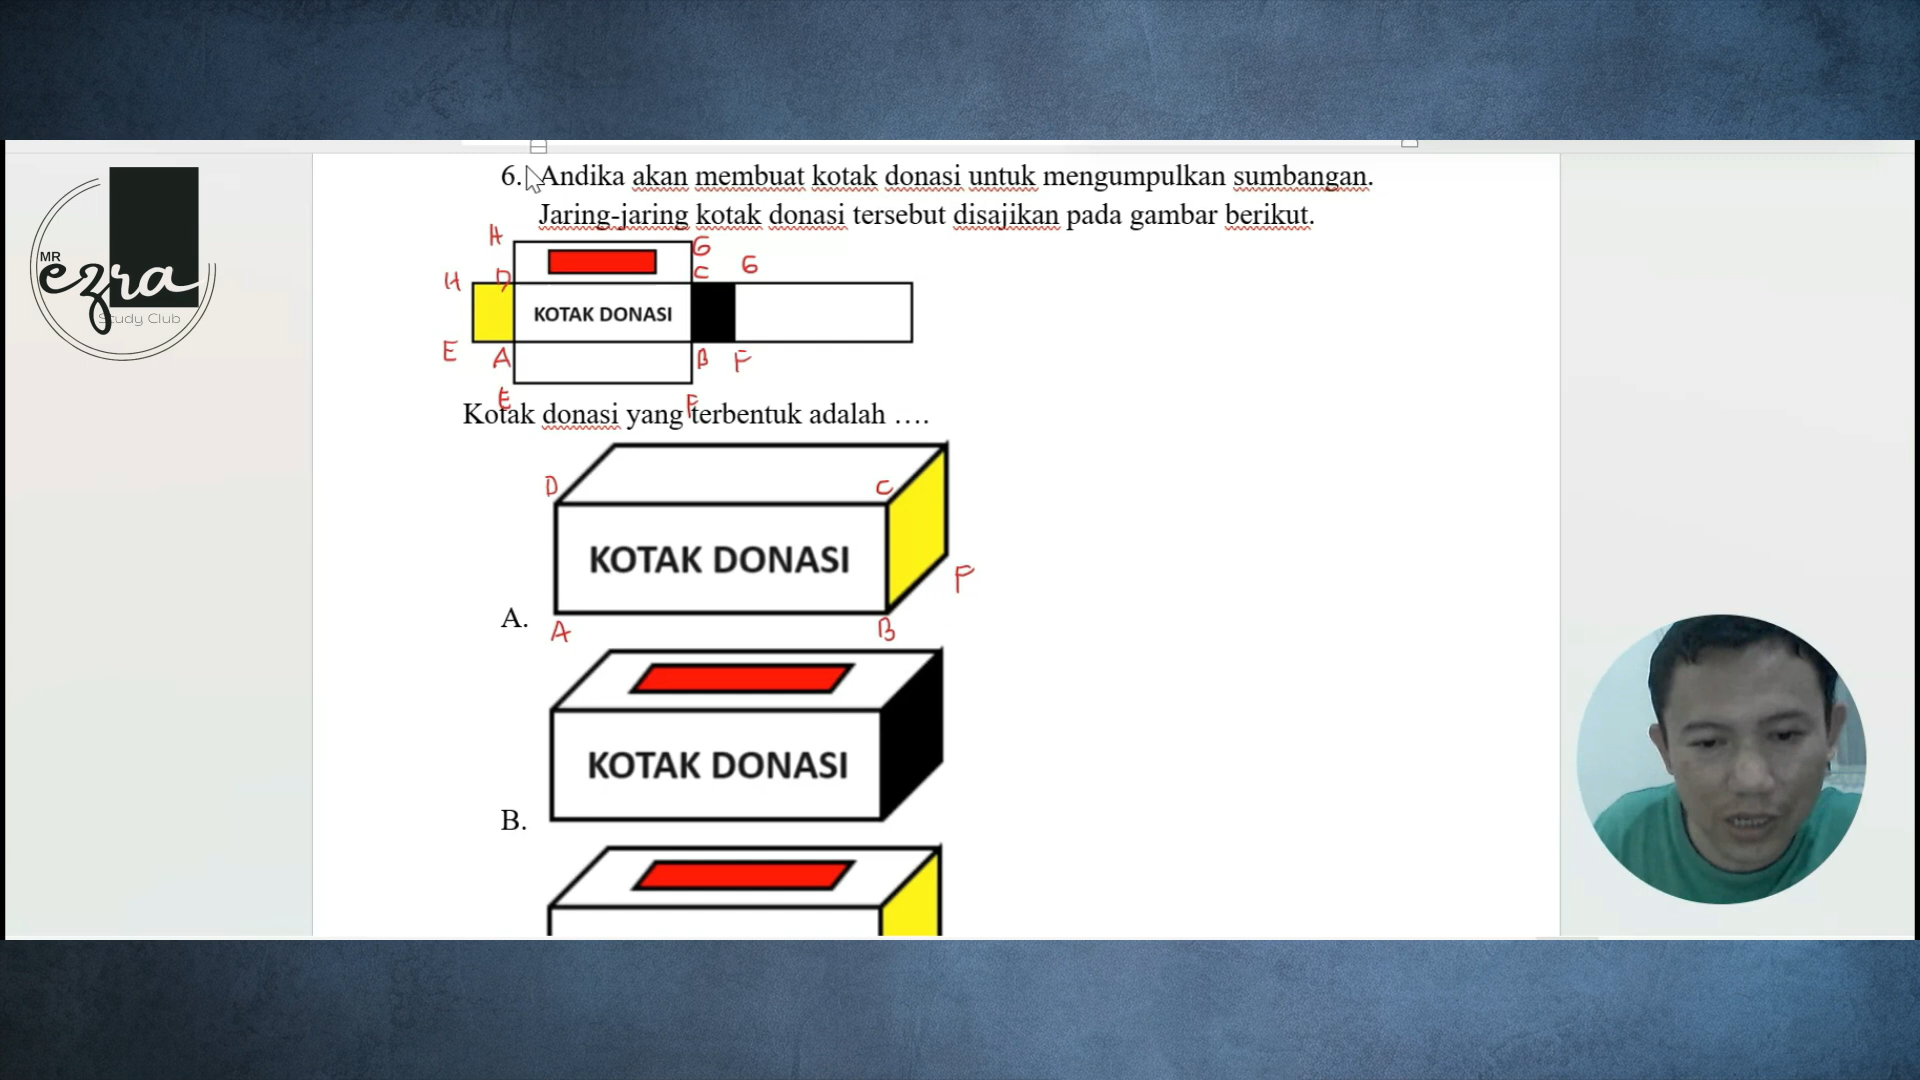 MR
ezra
Study Club
6. Andika akan membuat kotak donasi untuk mengumpulkan sumbangan.
Jaring-jaring kotak donasi tersebut disajikan pada gambar berikut.
H G
H D C G
KOTAK DONASI
E A B F
E F
Kotak donasi yang terbentuk adalah ....
D C
KOTAK DONASI
F
A.
A B
KOTAK DONASI
B.